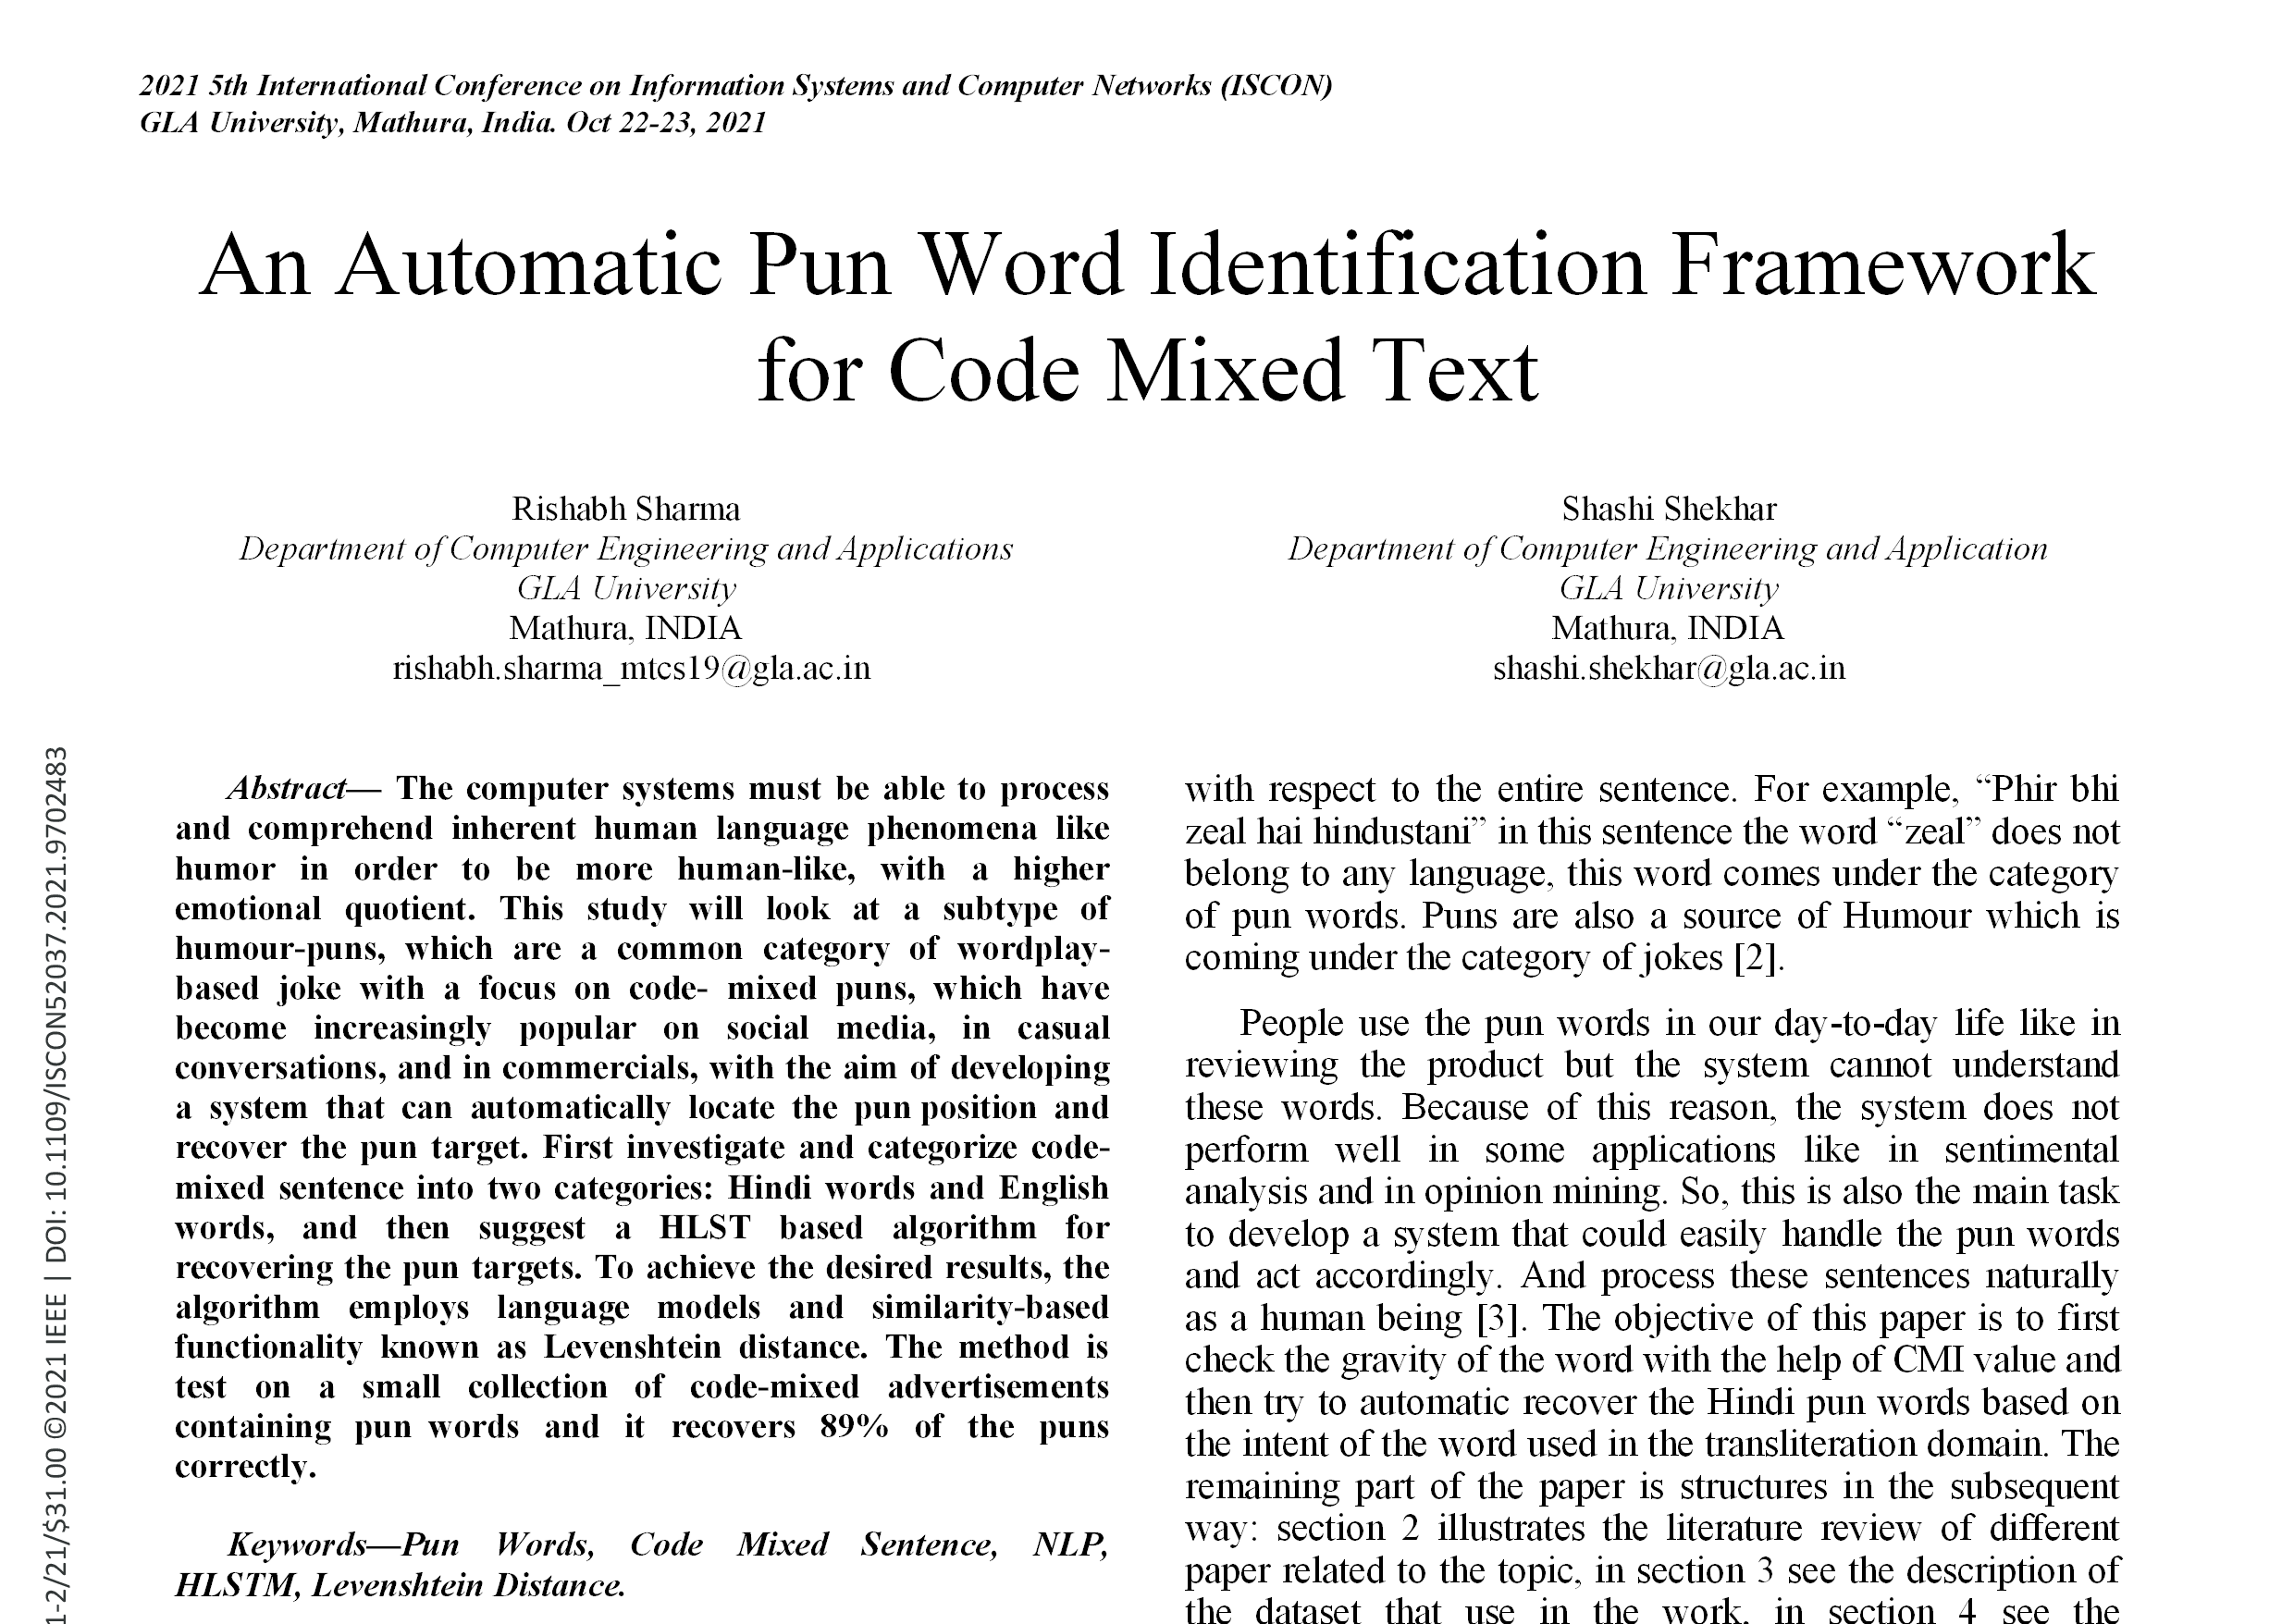 2021 5th International Conference on Information Systems and Computer Networks (ISCON)
GLA University, Mathura, India. Oct 22-23, 2021
An Automatic Pun Word Identification Framework
for Code Mixed Text
Rishabh Sharma
Department of Computer Engineering and Applications
GLA University
Mathura, INDIA
rishabh.sharma_mtcs19@gla.ac.in
Shashi Shekhar
Department of Computer Engineering and Application
GLA University
Mathura, INDIA
shashi.shekhar@gla.ac.in
Abstract— The computer systems must be able to process
and comprehend inherent human language phenomena like
humor in order to be more human-like, with a higher
emotional quotient. This study will look at a subtype of
humour-puns, which are a common category of wordplay-
based joke with a focus on code- mixed puns, which have
become increasingly popular on social media, in casual
conversations, and in commercials, with the aim of developing
a system that can automatically locate the pun position and
recover the pun target. First investigate and categorize code-
mixed sentence into two categories: Hindi words and English
words, and then suggest a HLST based algorithm for
recovering the pun targets. To achieve the desired results, the
algorithm employs language models and similarity-based
functionality known as Levenshtein distance. The method is
test on a small collection of code-mixed advertisements
containing pun words and it recovers 89% of the puns
correctly.
Keywords—Pun Words, Code Mixed Sentence, NLP,
HLSTM, Levenshtein Distance.
with respect to the entire sentence. For example, “Phir bhi
zeal hai hindustani” in this sentence the word “zeal” does not
belong to any language, this word comes under the category
of pun words. Puns are also a source of Humour which is
coming under the category of jokes [2].
People use the pun words in our day-to-day life like in
reviewing the product but the system cannot understand
these words. Because of this reason, the system does not
perform well in some applications like in sentimental
analysis and in opinion mining. So, this is also the main task
to develop a system that could easily handle the pun words
and act accordingly. And process these sentences naturally
as a human being [3]. The objective of this paper is to first
check the gravity of the word with the help of CMI value and
then try to automatic recover the Hindi pun words based on
the intent of the word used in the transliteration domain. The
remaining part of the paper is structures in the subsequent
way: section 2 illustrates the literature review of different
paper related to the topic, in section 3 see the description of
the dataset that use in the work, in section 4 see the
1-2/21/$31.00 ©2021 IEEE | DOI: 10.1109/ISCON52037.2021.9702483